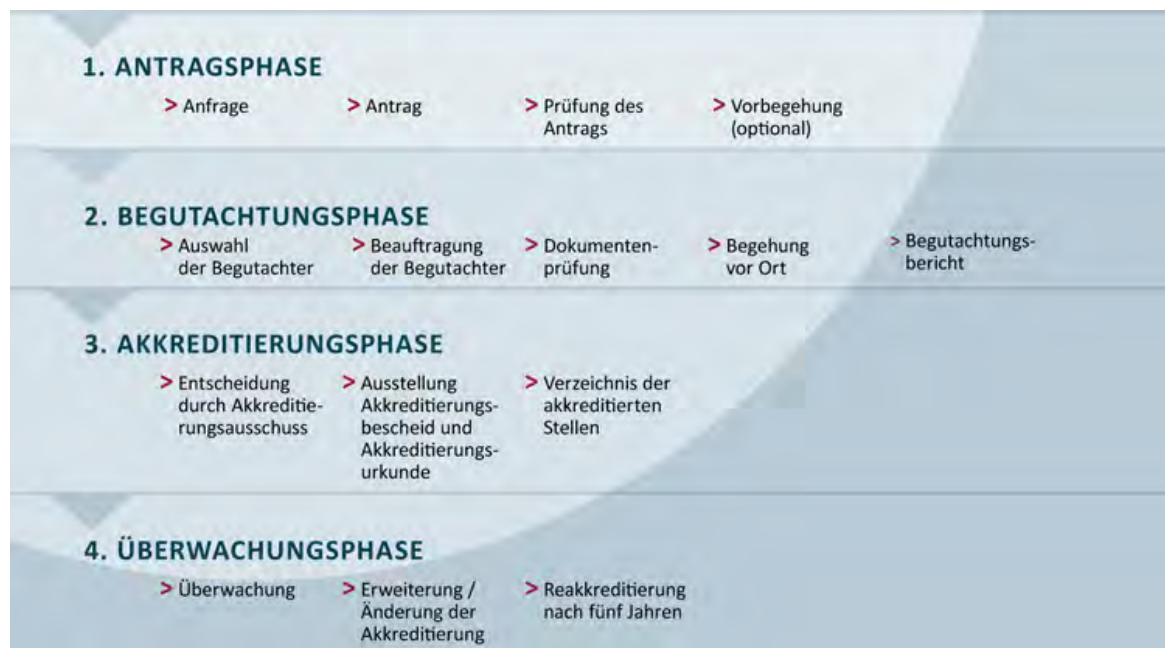 1. ANTRAGSPHASE
> Anfrage
> Antrag
> Prüfung des
Antrags
> Vorbegehung
(optional)
2. BEGUTACHTUNGSPHASE
> Auswahl
der Begutachter
> Beauftragung
der Begutachter
> Dokumenten-
prüfung
> Begehung
vor Ort
> Begutachtungs-
bericht
3. AKKREDITIERUNGSPHASE
> Entscheidung
durch Akkreditie-
rungsausschuss
> Ausstellung
Akkreditierungs-
bescheid und
Akkreditierungs-
urkunde
> Verzeichnis der
akkreditierten
Stellen
4. ÜBERWACHUNGSPHASE
> Überwachung
> Erweiterung /
Änderung der
Akkreditierung
> Reakkreditierung
nach fünf Jahren